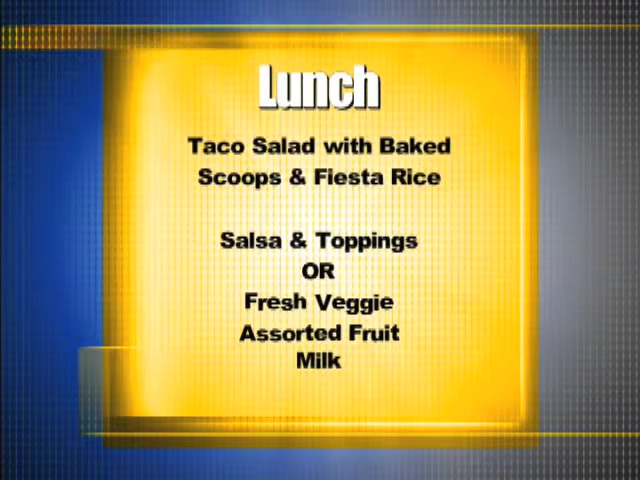 Lunch
Taco Salad with Baked
Scoops & Fiesta Rice
Salsa & Toppings
OR
Fresh Veggie
Assorted Fruit
Milk